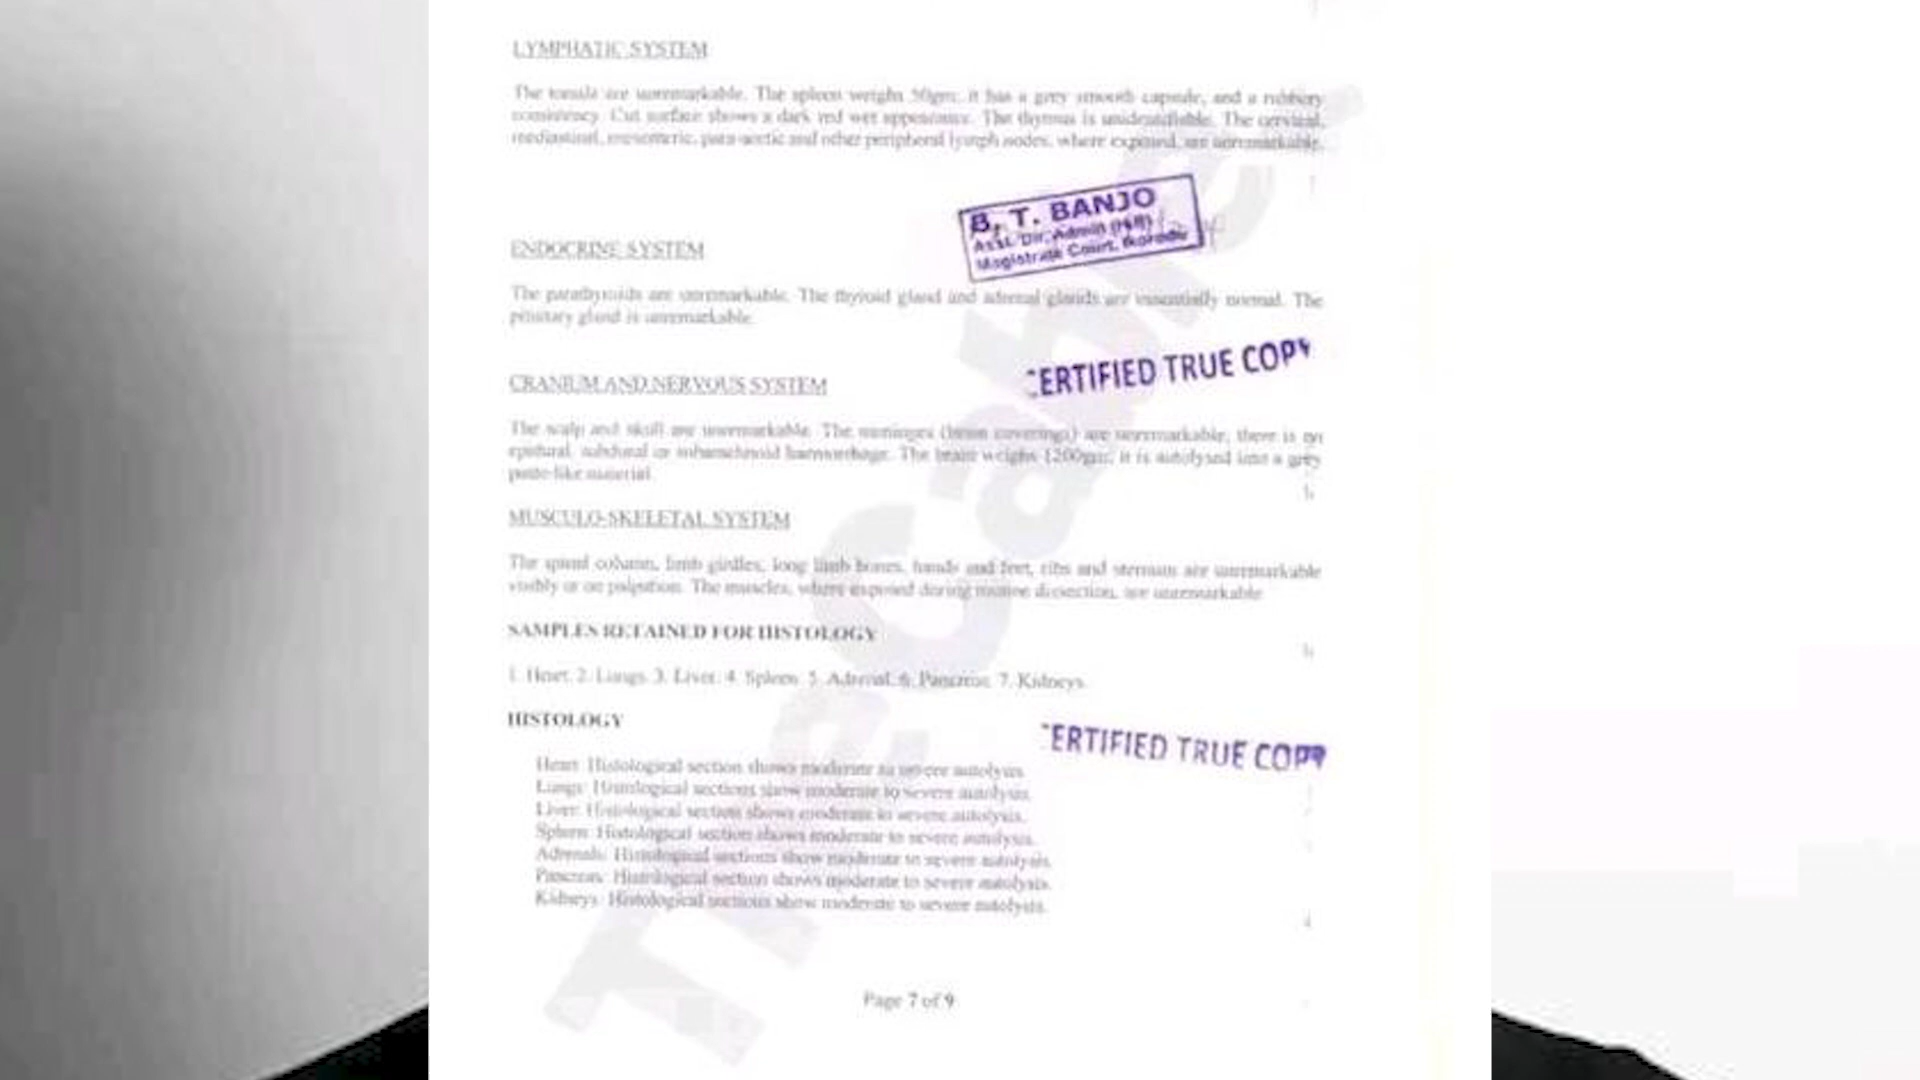 LYMPHATIC SYSTEM
The tonsils are unremarkable. The spleen weighs 50gm; it has a grey smooth capsule, and a rubbery
consistency. Cut surface shows a dark red wet appearance. The thymus is unidentifiable. The cervical,
mediastinal, mesenteric, para-aortic and other peripheral lymph nodes, where exposed, are unremarkable.
B. T. BANJO
Asst. Dir. Admin
Magistrate Court, Ikorodu
ENDOCRINE SYSTEM
The parathyroids are unremarkable. The thyroid gland and adrenal glands are essentially normal. The
pituitary gland is unremarkable.
ERTIFIED TRUE COPY
CRANIUM AND NERVOUS SYSTEM
The scalp and skull are unremarkable. The meninges (brain coverings) are unremarkable, there is no
epidural, subdural or subarachnoid haemorrhage. The brain weighs 1200gm; it is autolysed into a grey
paste-like material.
MUSCULO-SKELETAL SYSTEM
The spinal column, limb girdles, long limb bones, hands and feet, ribs and sternum are unremarkable
visibly or on palpation. The muscles, where exposed during routine dissection, are unremarkable
SAMPLES RETAINED FOR HISTOLOGY
1. Heart. 2. Lungs. 3. Liver. 4. Spleen. 5. Adrenal. 6. Pancreas. 7. Kidneys.
HISTOLOGY
ERTIFIED TRUE COPY
Heart: Histological section shows moderate to severe autolysis.
Lungs: Histological sections show moderate to severe autolysis.
Liver: Histological section shows moderate to severe autolysis.
Spleen: Histological section shows moderate to severe autolysis.
Adrenals: Histological sections show moderate to severe autolysis.
Pancreas: Histological section shows moderate to severe autolysis.
Kidneys: Histological sections show moderate to severe autolysis.
TheCable
Page 7 of 9